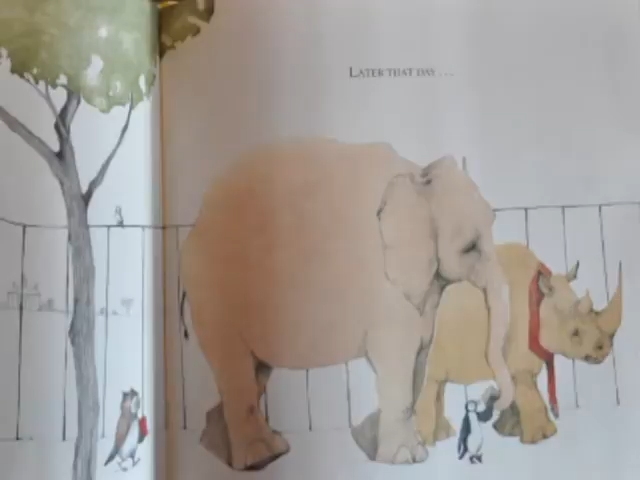 LATER THAT DAY . . .